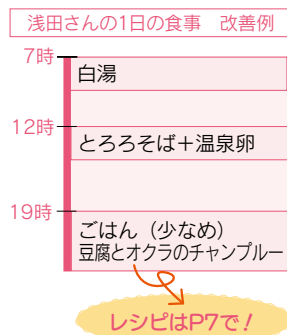 浅田さんの1日の食事 改善例
7時
白湯
12時
とろろそば＋温泉卵
19時
ごはん（少なめ）
豆腐とオクラのチャンプルー
レシピはP7で！